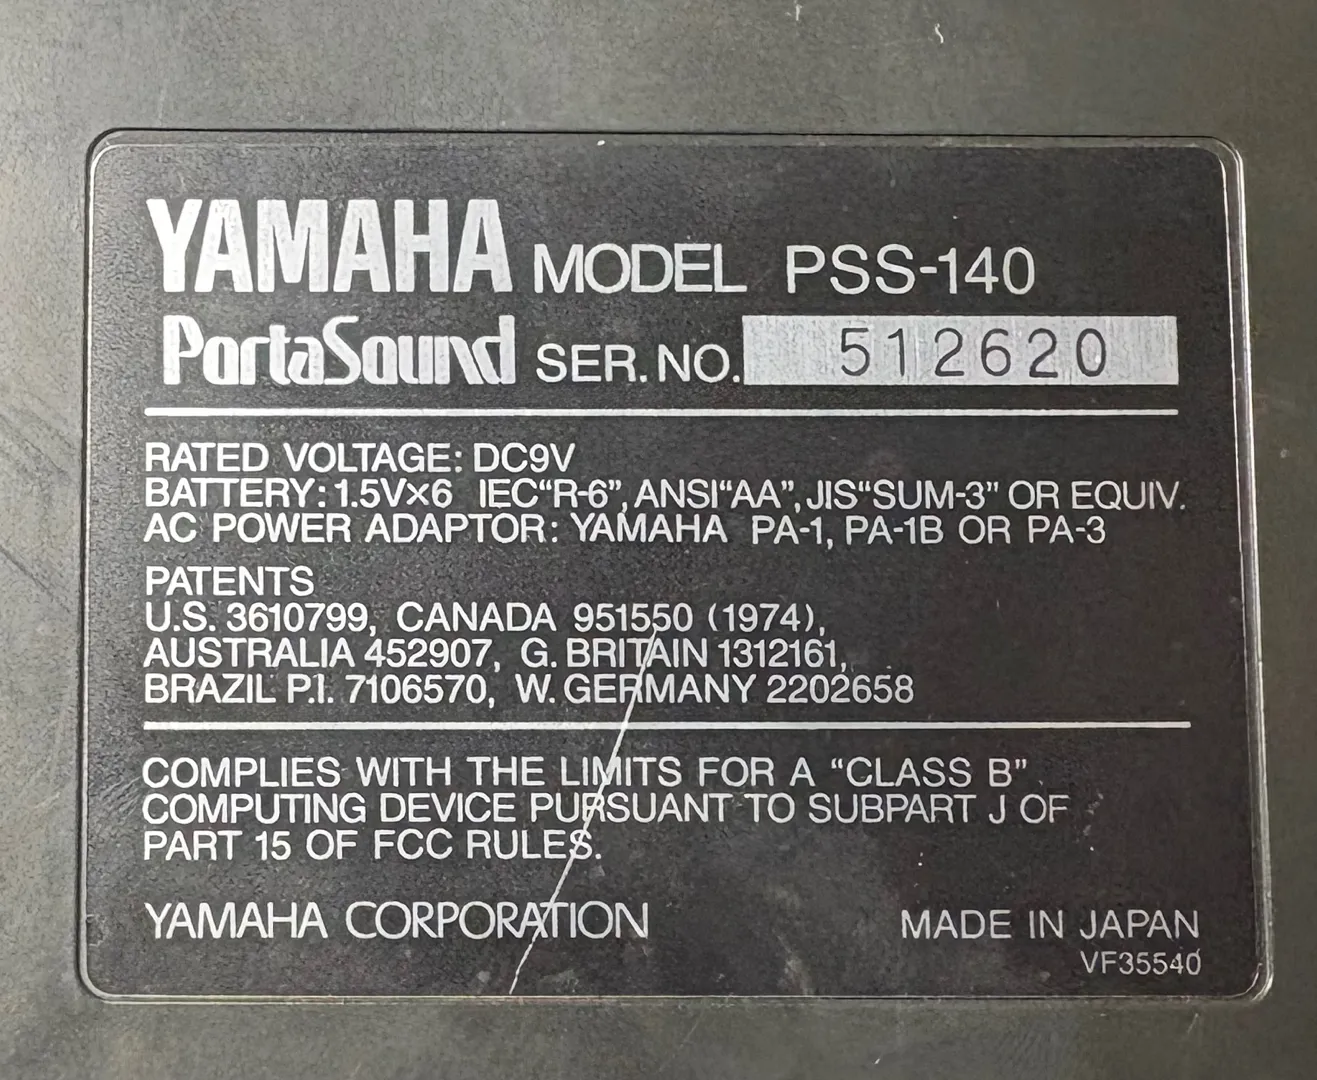 YAMAHA MODEL PSS-140
PortaSound SER. NO. 512620
RATED VOLTAGE: DC9V
BATTERY: 1.5V×6 IEC“R-6”, ANSI“AA”, JIS“SUM-3” OR EQUIV.
AC POWER ADAPTOR: YAMAHA PA-1, PA-1B OR PA-3
PATENTS
U.S. 3610799, CANADA 951550 (1974),
AUSTRALIA 452907, G. BRITAIN 1312161,
BRAZIL P.I. 7106570, W. GERMANY 2202658
COMPLIES WITH THE LIMITS FOR A “CLASS B”
COMPUTING DEVICE PURSUANT TO SUBPART J OF
PART 15 OF FCC RULES.
YAMAHA CORPORATION MADE IN JAPAN
VF35540